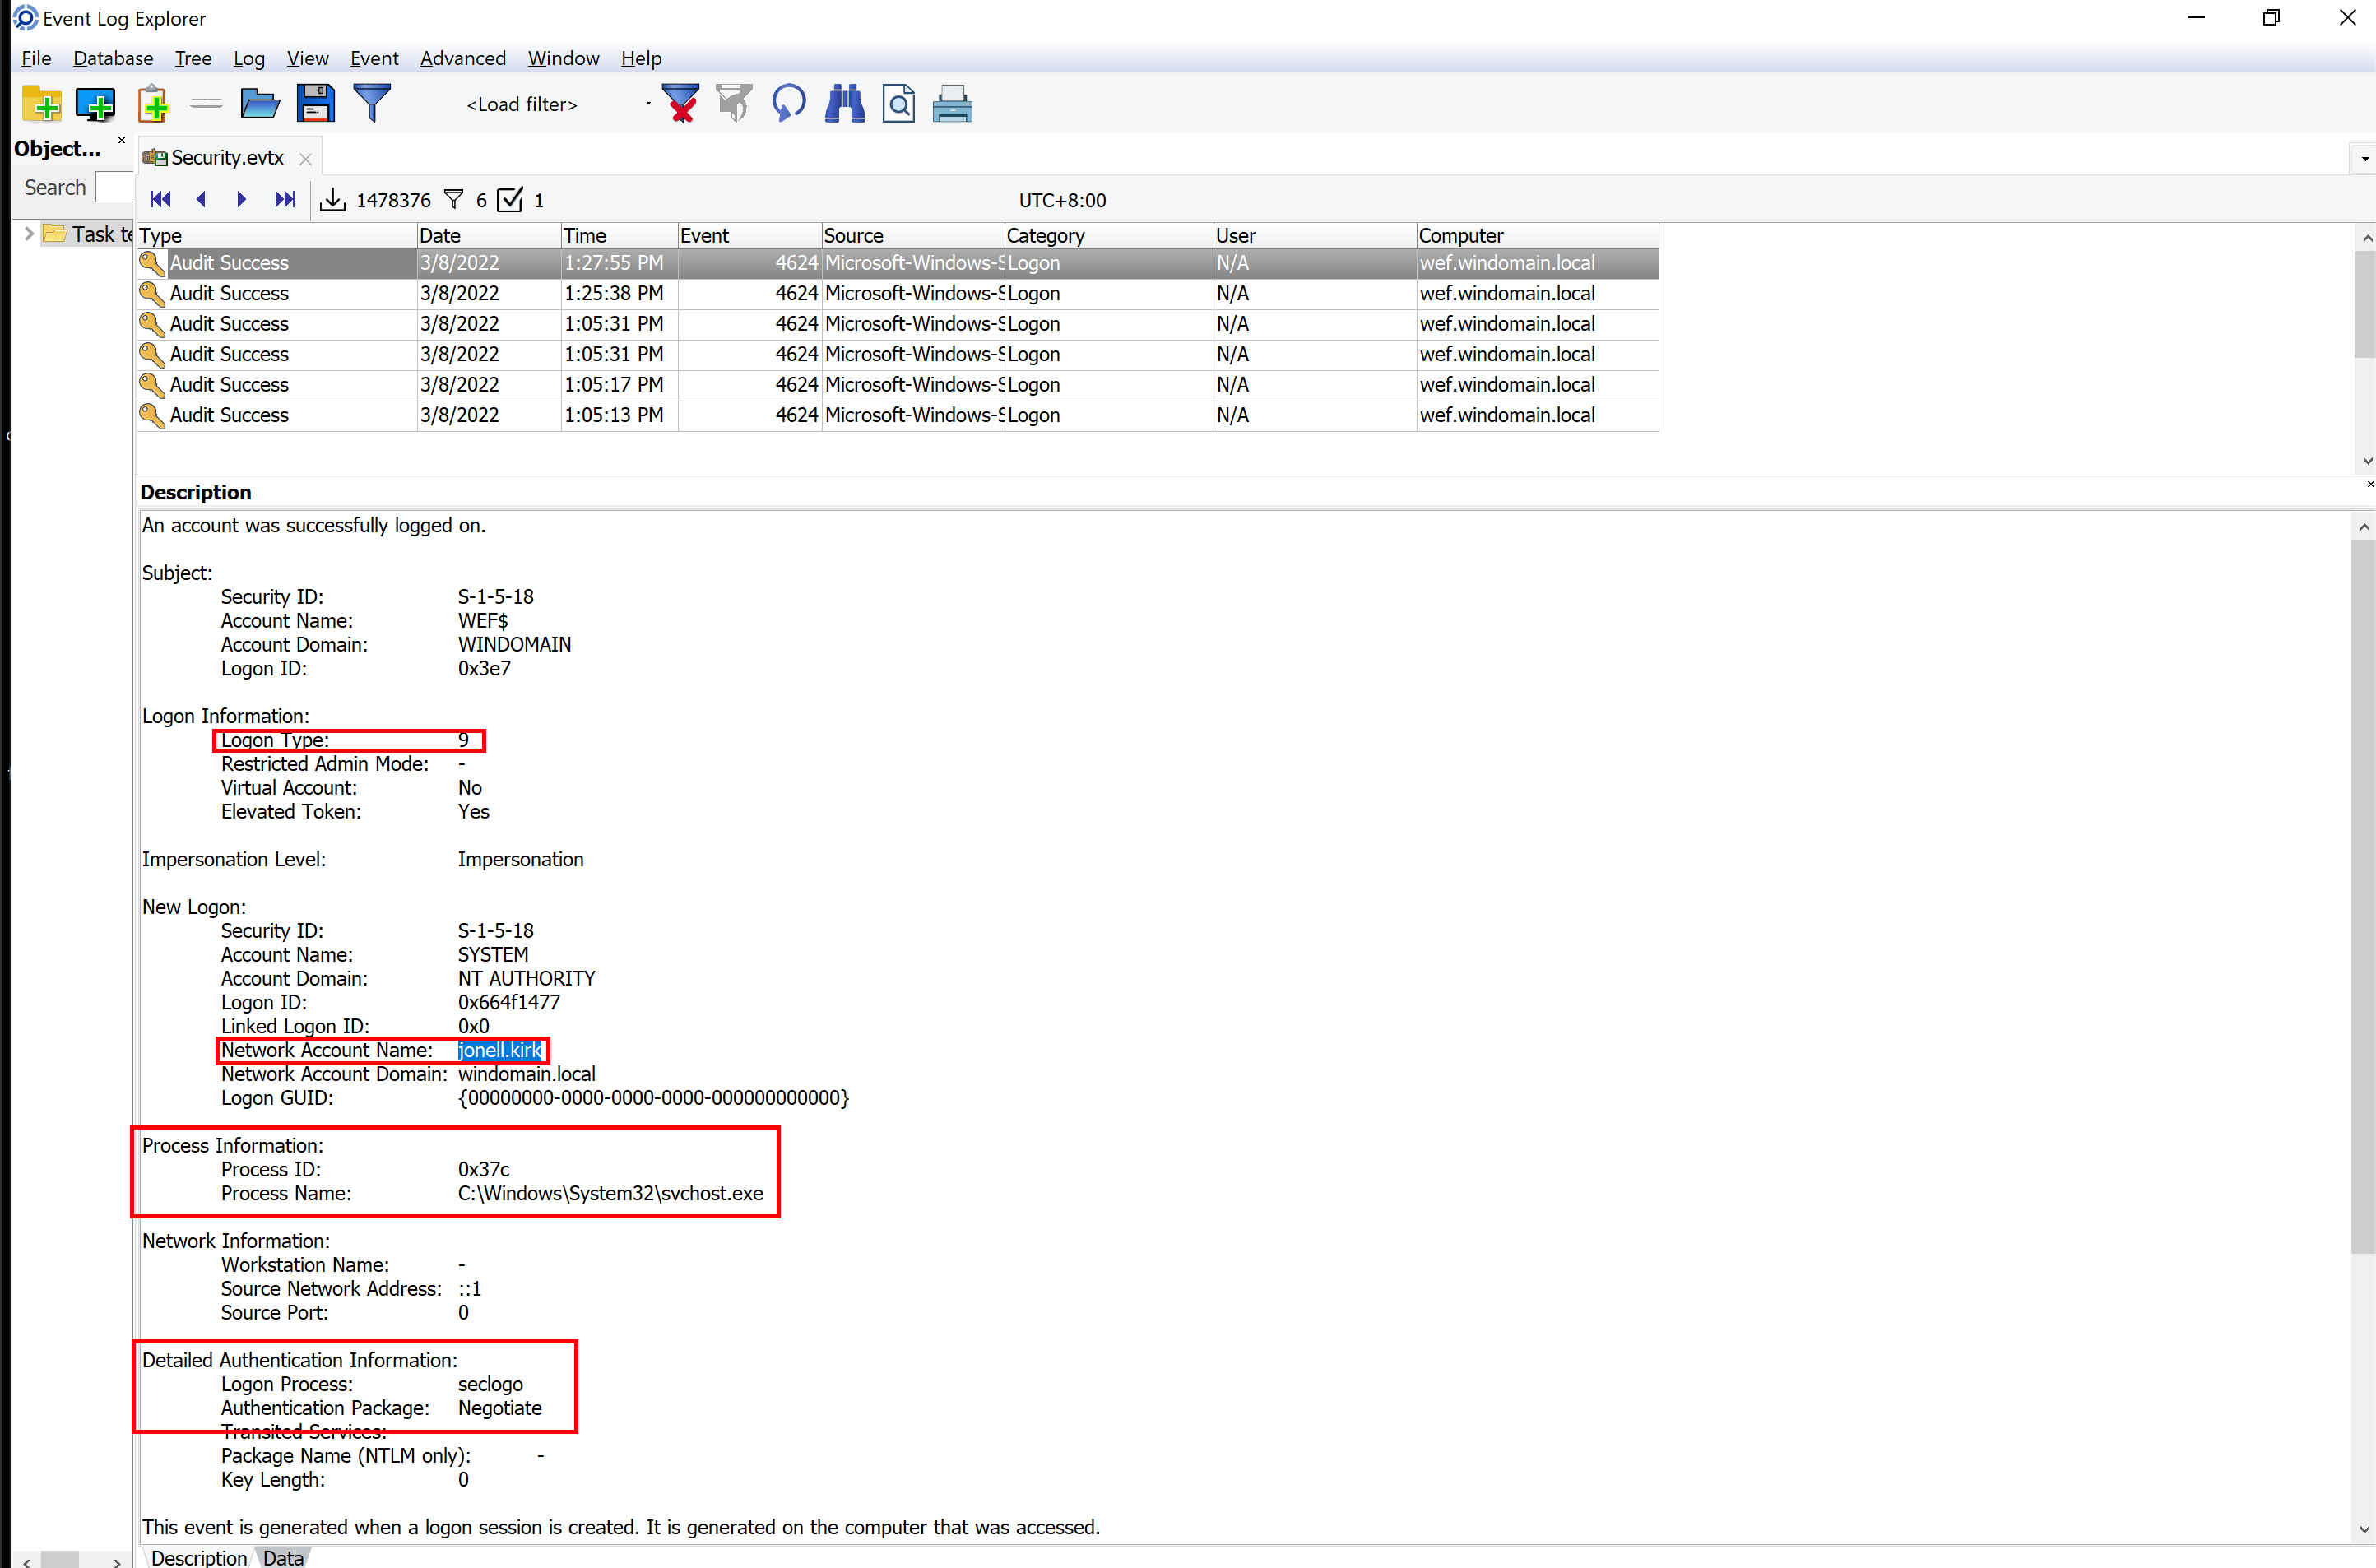 Event Log Explorer
File Database Tree Log View Event Advanced Window Help
<Load filter>
Object...
Security.evtx
Search
1478376 6 1 UTC+8:00
Task te
Type Date Time Event Source Category User Computer
Audit Success 3/8/2022 1:27:55 PM 4624 Microsoft-Windows-S Logon N/A wef.windomain.local
Audit Success 3/8/2022 1:25:38 PM 4624 Microsoft-Windows-S Logon N/A wef.windomain.local
Audit Success 3/8/2022 1:05:31 PM 4624 Microsoft-Windows-S Logon N/A wef.windomain.local
Audit Success 3/8/2022 1:05:31 PM 4624 Microsoft-Windows-S Logon N/A wef.windomain.local
Audit Success 3/8/2022 1:05:17 PM 4624 Microsoft-Windows-S Logon N/A wef.windomain.local
Audit Success 3/8/2022 1:05:13 PM 4624 Microsoft-Windows-S Logon N/A wef.windomain.local
Description
An account was successfully logged on.
Subject:
Security ID: S-1-5-18
Account Name: WEF$
Account Domain: WINDOMAIN
Logon ID: 0x3e7
Logon Information:
Logon Type: 9
Restricted Admin Mode: -
Virtual Account: No
Elevated Token: Yes
Impersonation Level: Impersonation
New Logon:
Security ID: S-1-5-18
Account Name: SYSTEM
Account Domain: NT AUTHORITY
Logon ID: 0x664f1477
Linked Logon ID: 0x0
Network Account Name: jonell.kirk
Network Account Domain: windomain.local
Logon GUID: {00000000-0000-0000-0000-000000000000}
Process Information:
Process ID: 0x37c
Process Name: C:\Windows\System32\svchost.exe
Network Information:
Workstation Name: -
Source Network Address: ::1
Source Port: 0
Detailed Authentication Information:
Logon Process: seclogo
Authentication Package: Negotiate
Transited Services:
Package Name (NTLM only): -
Key Length: 0
This event is generated when a logon session is created. It is generated on the computer that was accessed.
Description Data